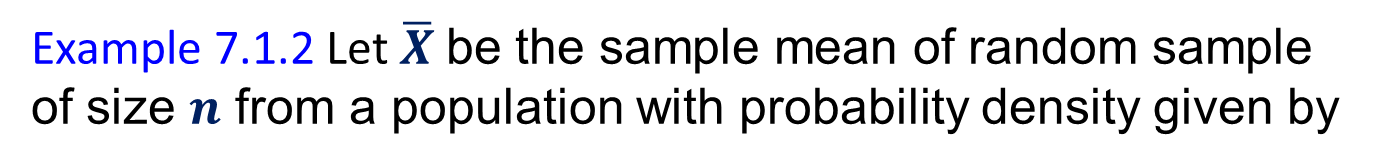 Example 7.1.2 Let X̅ be the sample mean of random sample
of size n from a population with probability density given by